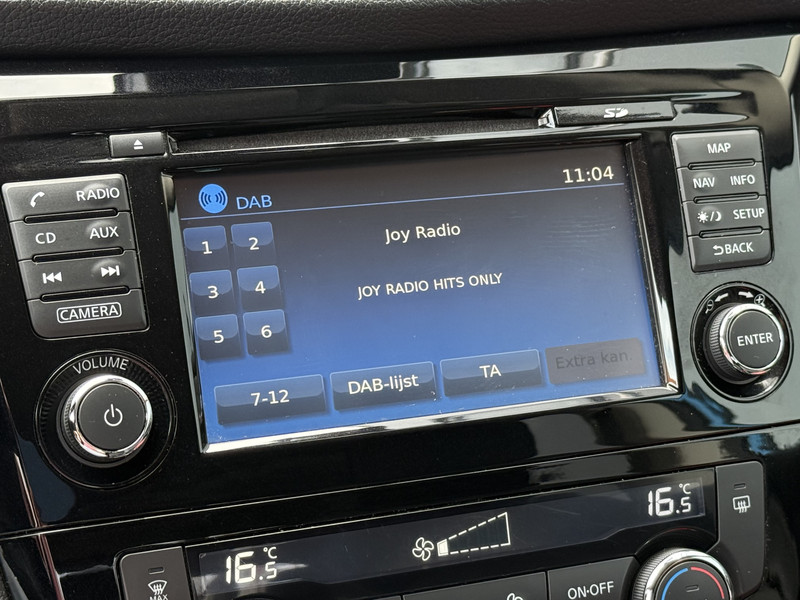 SD
MAP
RADIO
11:04
NAV INFO
DAB
CD AUX
SETUP
1 2
Joy Radio
BACK
3 4
JOY RADIO HITS ONLY
CAMERA
5 6
ENTER
VOLUME
Extra kan.
TA
DAB-lijst
7-12
16.5 °C
16.5 °C
MAX
ON·OFF